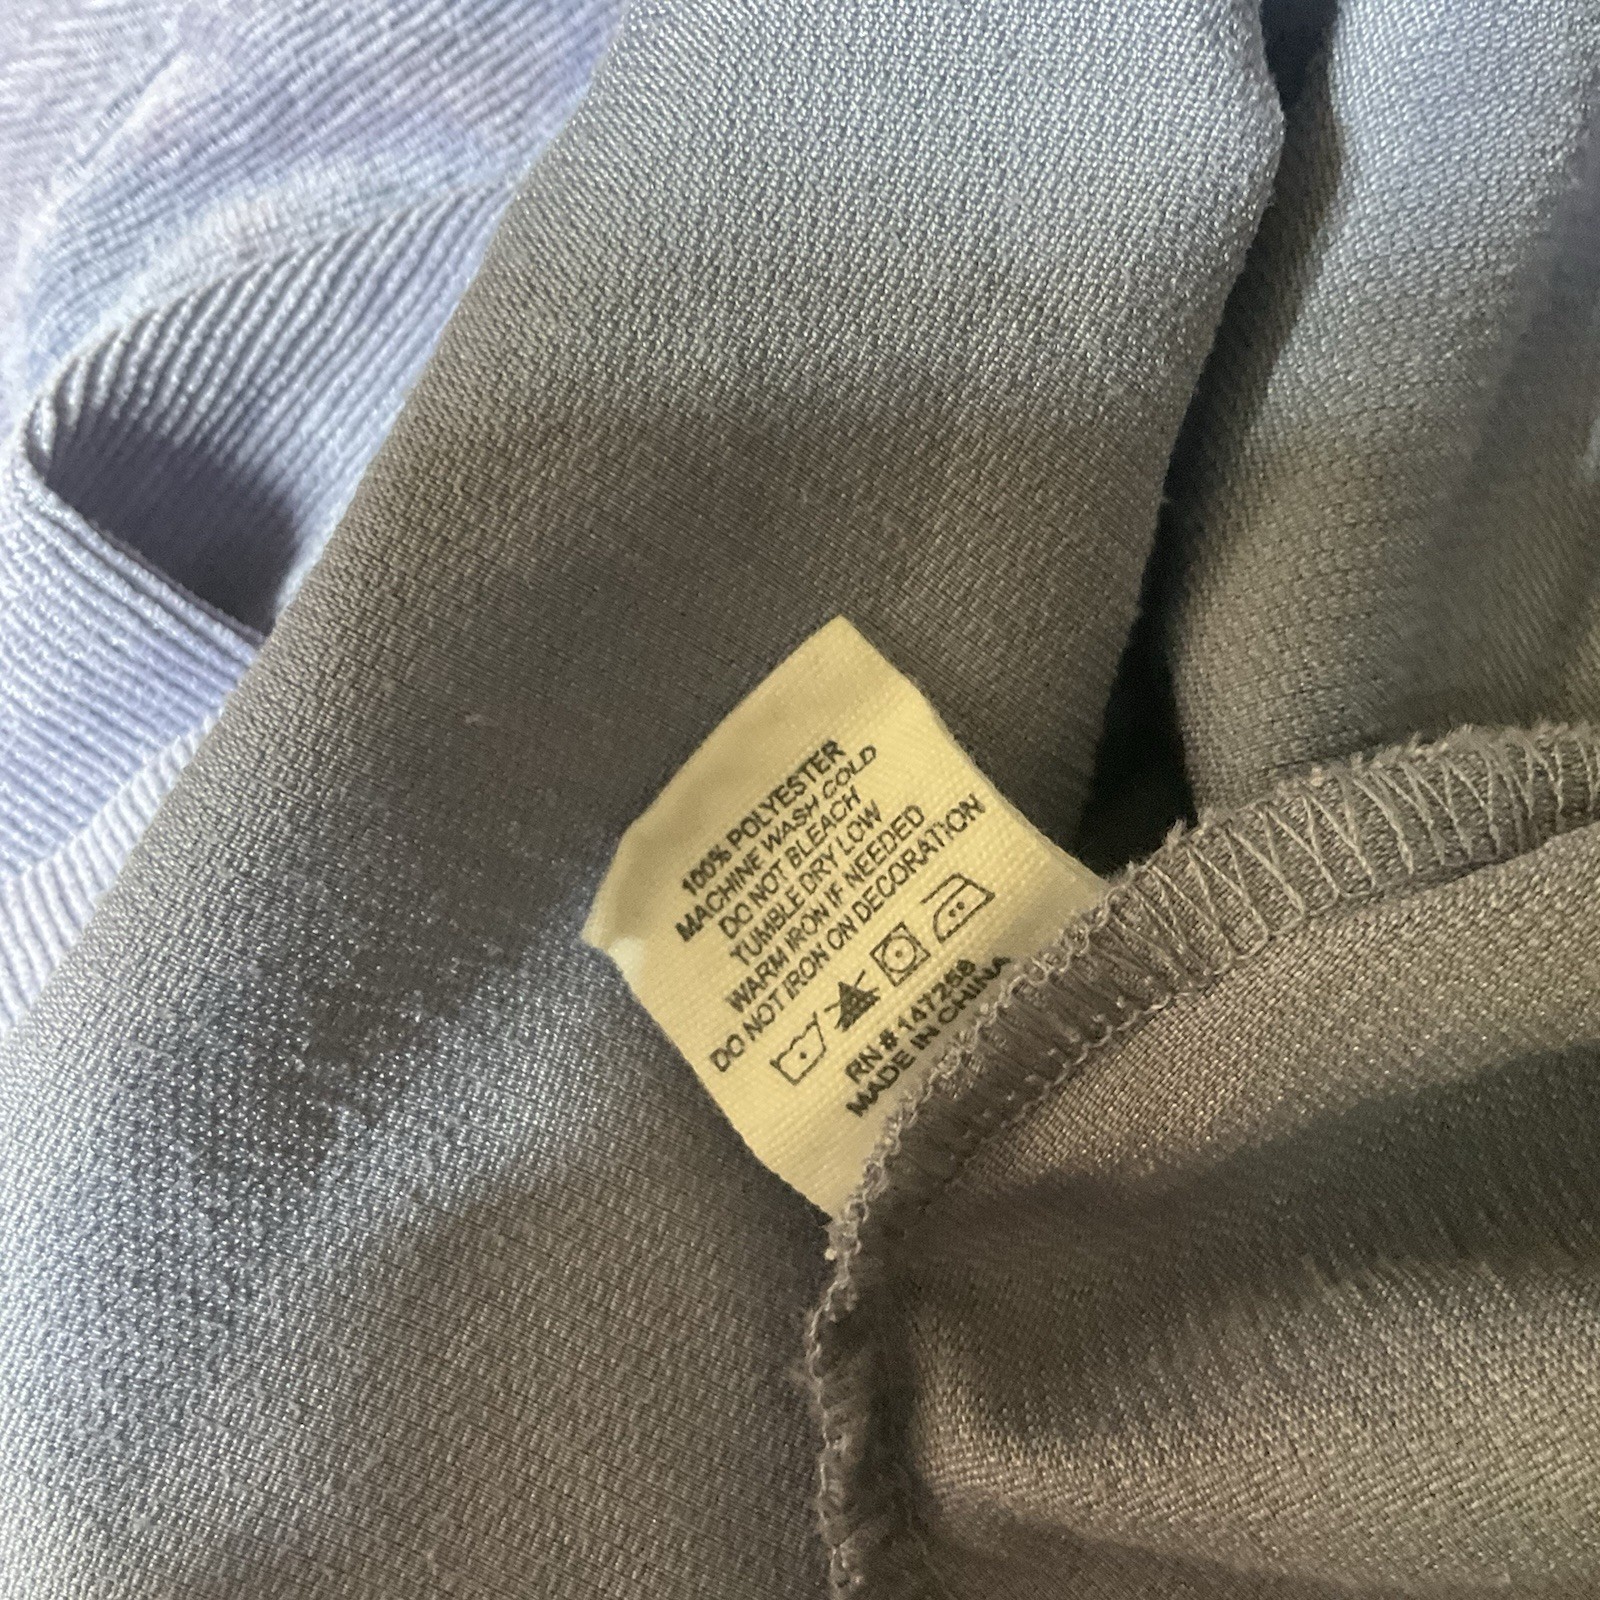 100% POLYESTER
MACHINE WASH COLD
DO NOT BLEACH
TUMBLE DRY LOW
WARM IRON IF NEEDED
DO NOT IRON ON DECORATION
RN # 147258
MADE IN CHINA